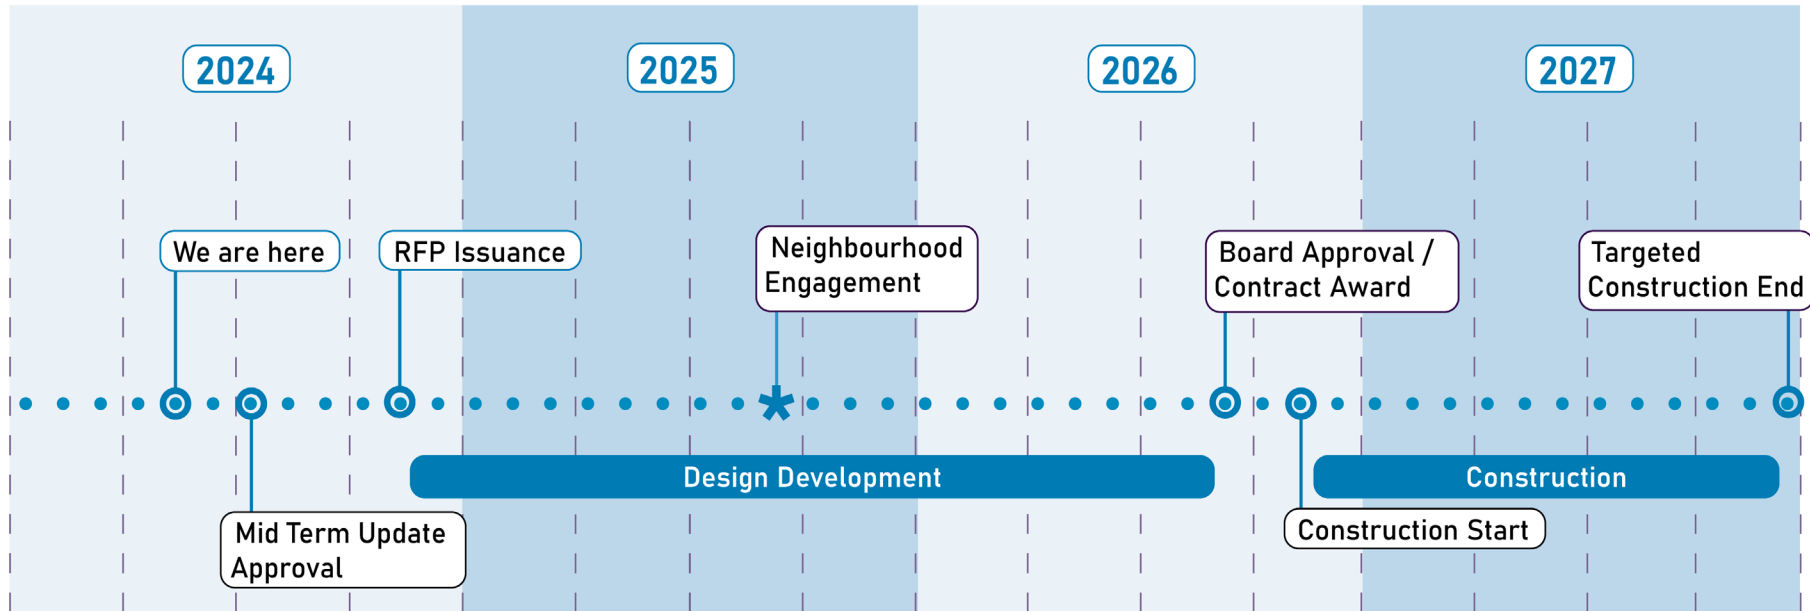 2024
2025
2026
2027
We are here
RFP Issuance
Neighbourhood
Engagement
Board Approval /
Contract Award
Targeted
Construction End
Design Development
Construction
Mid Term Update
Approval
Construction Start